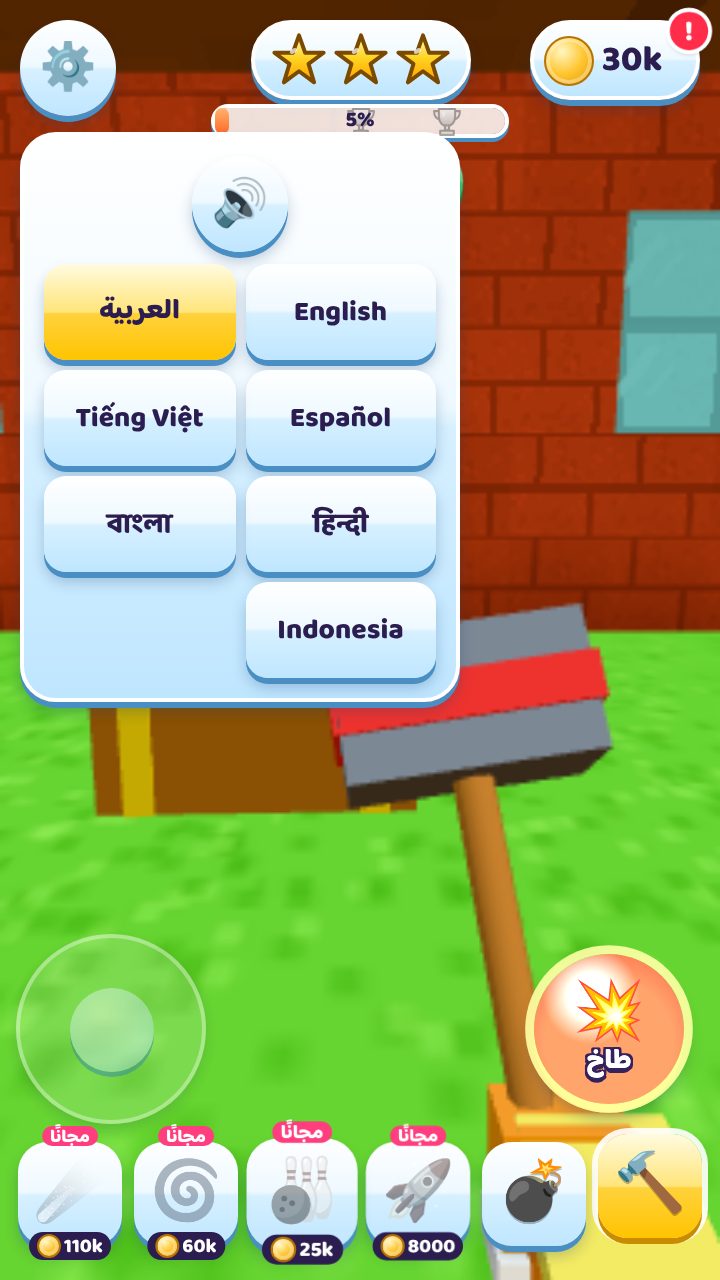 30k
!
5%
العربية
English
Tiếng Việt
Español
বাংলা
हिन्दी
Indonesia
طاخ
مجانًا
مجانًا
مجانًا
مجانًا
110k
60k
25k
8000